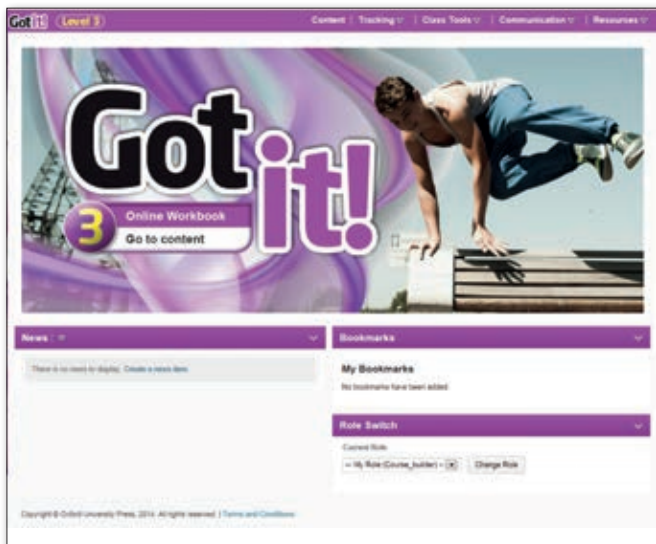 Got it! Level 3
Content | Tracking | Class Tools | Communication | Resources
Got it!
3 Online Workbook
Go to content
News
Bookmarks
There is no news to display. Create a news item.
My Bookmarks
No bookmarks have been added
Role Switch
Current Role
-- My Role (Course_builder) -- Change Role
Copyright © Oxford University Press, 2014. All rights reserved. | Terms and Conditions